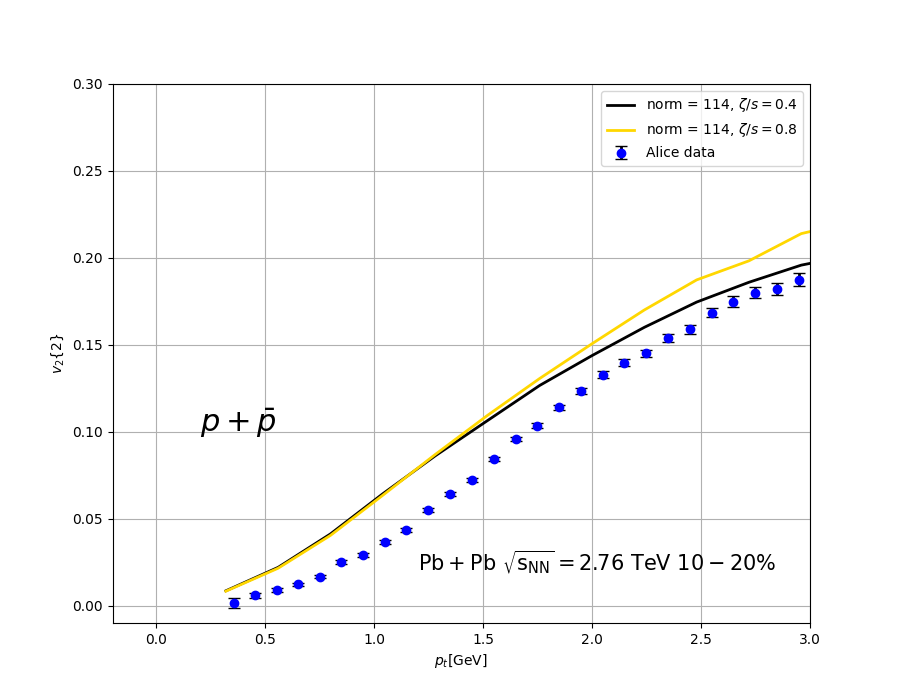 0.30
0.25
0.20
0.15
0.10
0.05
0.00
v₂{2}
norm = 114, ζ/s = 0.4
norm = 114, ζ/s = 0.8
Alice data
p + p̄
Pb + Pb √s_NN = 2.76 TeV 10 − 20%
0.0 0.5 1.0 1.5 2.0 2.5 3.0
p_t[GeV]